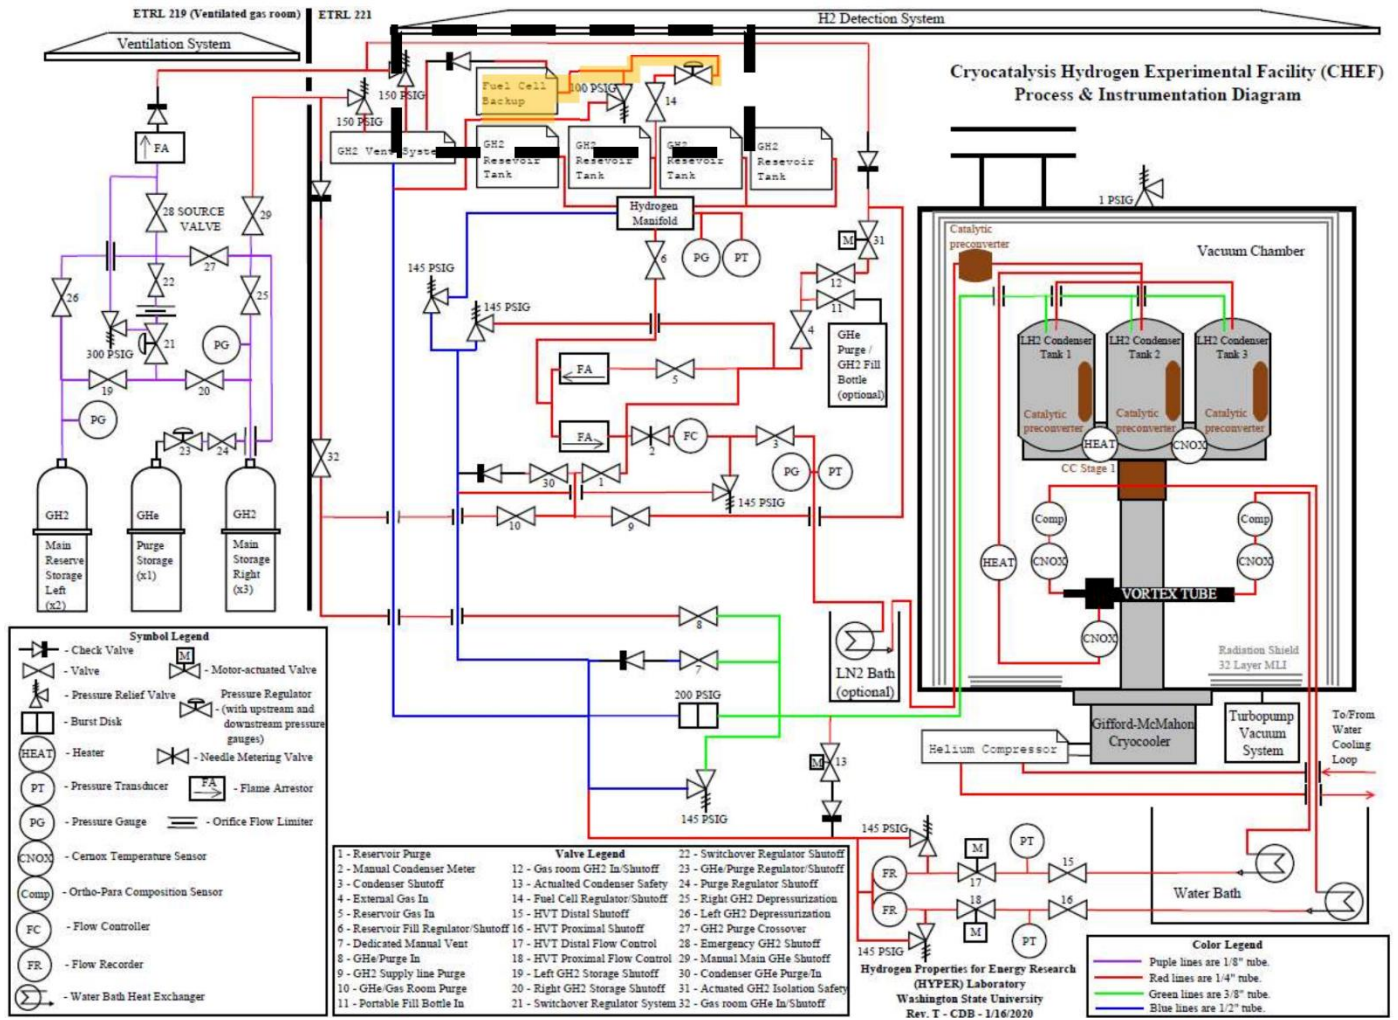 ETRL 219 (Ventilated gas room)
ETRL 221
H2 Detection System
Ventilation System
Cryocatalysis Hydrogen Experimental Facility (CHEF)
Process & Instrumentation Diagram
150 PSIG
150 PSIG
Fuel Cell
Backup
100 PSIG
14
FA
GH2 Vent System
GH2
Resevoir
Tank
GH2
Resevoir
Tank
GH2
Resevoir
Tank
GH2
Resevoir
Tank
1 PSIG
28 SOURCE
VALVE
29
Hydrogen
Manifold
M
31
Catalytic
preconverter
Vacuum Chamber
27
22
26
25
145 PSIG
6
PG
PT
12
11
145 PSIG
4
GHe
Purge /
GH2 Fill
Bottle
(optional)
LH2 Condenser
Tank 1
LH2 Condenser
Tank 2
LH2 Condenser
Tank 3
300 PSIG
21
PG
19
20
FA
5
Catalytic
preconverter
Catalytic
preconverter
Catalytic
preconverter
PG
23
24
32
FA
2
FC
3
HEAT
CNOX
CC Stage 1
PG
PT
30
1
145 PSIG
10
9
GH2
GHe
GH2
Main
Reserve
Storage
Left
(x2)
Purge
Storage
(x1)
Main
Storage
Right
(x3)
Comp
Comp
HEAT
CNOX
CNOX
VORTEX TUBE
CNOX
8
7
LN2 Bath
(optional)
Radiation Shield
32 Layer MLI
200 PSIG
Gifford-McMahon
Cryocooler
Turbopump
Vacuum
System
To/From
Water
Cooling
Loop
Helium Compressor
M
13
145 PSIG
145 PSIG
FR
M
17
PT
15
FR
18
M
16
PT
145 PSIG
Water Bath
Symbol Legend
- Check Valve
- Valve
M
- Motor-actuated Valve
- Pressure Relief Valve
Pressure Regulator
- (with upstream and
downstream pressure
gauges)
- Burst Disk
HEAT
- Heater
- Needle Metering Valve
PT
- Pressure Transducer
FA
- Flame Arrestor
PG
- Pressure Gauge
- Orifice Flow Limiter
CNOX
- Cernox Temperature Sensor
Comp
- Ortho-Para Composition Sensor
FC
- Flow Controller
FR
- Flow Recorder
- Water Bath Heat Exchanger
Valve Legend
1 - Reservoir Purge
2 - Manual Condenser Meter
3 - Condenser Shutoff
4 - External Gas In
5 - Reservoir Gas In
6 - Reservoir Fill Regulator/Shutoff
7 - Dedicated Manual Vent
8 - GHe/Purge In
9 - GH2 Supply line Purge
10 - GHe/Gas Room Purge
11 - Portable Fill Bottle In
12 - Gas room GH2 In/Shutoff
13 - Actualted Condenser Safety
14 - Fuel Cell Regulator/Shutoff
15 - HVT Distal Shutoff
16 - HVT Proximal Shutoff
17 - HVT Distal Flow Control
18 - HVT Proximal Flow Control
19 - Left GH2 Storage Shutoff
20 - Right GH2 Storage Shutoff
21 - Switchover Regulator System
22 - Switchover Regulator Shutoff
23 - GHe/Purge Regulator/Shutoff
24 - Purge Regulator Shutoff
25 - Right GH2 Depressurization
26 - Left GH2 Depressurization
27 - GH2 Purge Crossover
28 - Emergency GH2 Shutoff
29 - Manual Main GHe Shutoff
30 - Condenser GHe Purge/In
31 - Actuated GH2 Isolation Safety
32 - Gas room GHe In/Shutoff
Hydrogen Properties for Energy Research
(HYPER) Laboratory
Washington State University
Rev. T - CDB - 1/16/2020
Color Legend
Puple lines are 1/8" tube.
Red lines are 1/4" tube.
Green lines are 3/8" tube.
Blue lines are 1/2" tube.